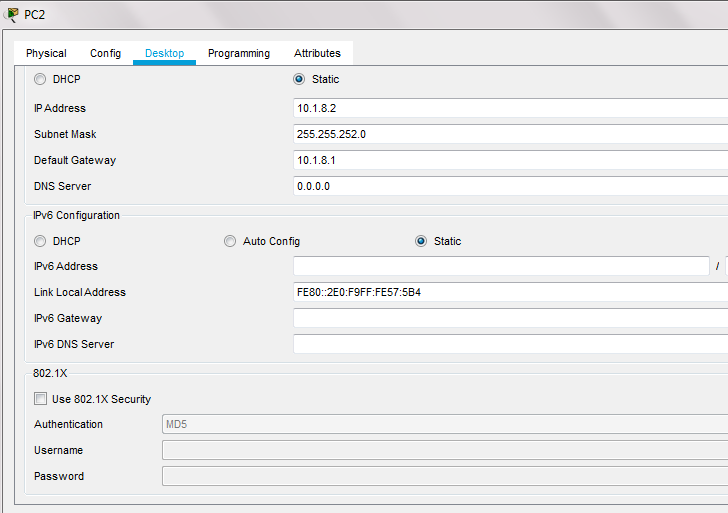 PC2
Physical Config Desktop Programming Attributes
DHCP Static
IP Address 10.1.8.2
Subnet Mask 255.255.252.0
Default Gateway 10.1.8.1
DNS Server 0.0.0.0
IPv6 Configuration
DHCP Auto Config Static
IPv6 Address /
Link Local Address FE80::2E0:F9FF:FE57:5B4
IPv6 Gateway
IPv6 DNS Server
802.1X
Use 802.1X Security
Authentication MD5
Username
Password